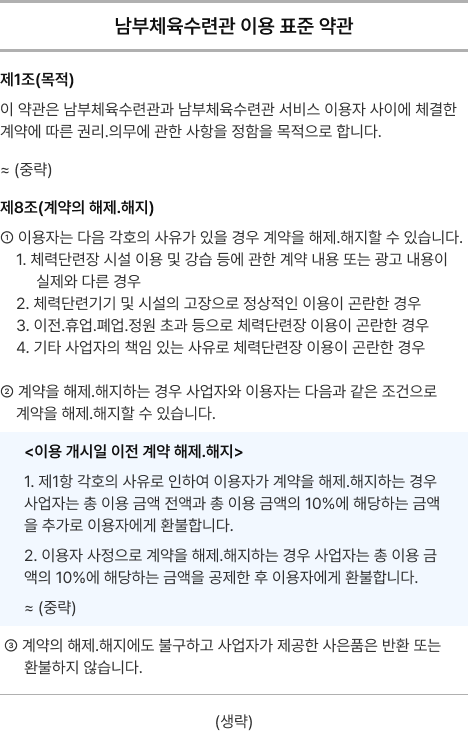 남부체육수련관 이용 표준 약관
제1조(목적)
이 약관은 남부체육수련관과 남부체육수련관 서비스 이용자 사이에 체결한
계약에 따른 권리.의무에 관한 사항을 정함을 목적으로 합니다.
≈ (중략)
제8조(계약의 해제.해지)
① 이용자는 다음 각호의 사유가 있을 경우 계약을 해제.해지할 수 있습니다.
1. 체력단련장 시설 이용 및 강습 등에 관한 계약 내용 또는 광고 내용이
실제와 다른 경우
2. 체력단련기기 및 시설의 고장으로 정상적인 이용이 곤란한 경우
3. 이전.휴업.폐업.정원 초과 등으로 체력단련장 이용이 곤란한 경우
4. 기타 사업자의 책임 있는 사유로 체력단련장 이용이 곤란한 경우
② 계약을 해제.해지하는 경우 사업자와 이용자는 다음과 같은 조건으로
계약을 해제.해지할 수 있습니다.
<이용 개시일 이전 계약 해제.해지>
1. 제1항 각호의 사유로 인하여 이용자가 계약을 해제.해지하는 경우
사업자는 총 이용 금액 전액과 총 이용 금액의 10%에 해당하는 금액
을 추가로 이용자에게 환불합니다.
2. 이용자 사정으로 계약을 해제.해지하는 경우 사업자는 총 이용 금
액의 10%에 해당하는 금액을 공제한 후 이용자에게 환불합니다.
≈ (중략)
③ 계약의 해제.해지에도 불구하고 사업자가 제공한 사은품은 반환 또는
환불하지 않습니다.
(생략)